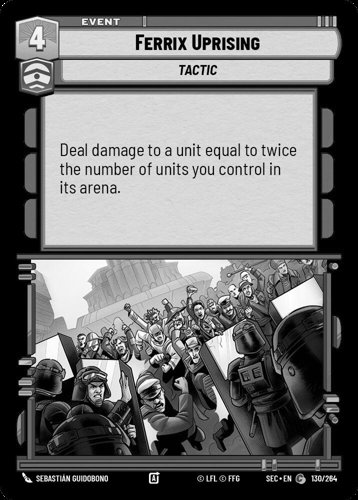 EVENT
4
FERRIX UPRISING
TACTIC
Deal damage to a unit equal to twice
the number of units you control in
its arena.
SEBASTIÁN GUIDOBONO
© LFL © FFG
SEC • EN
130/264